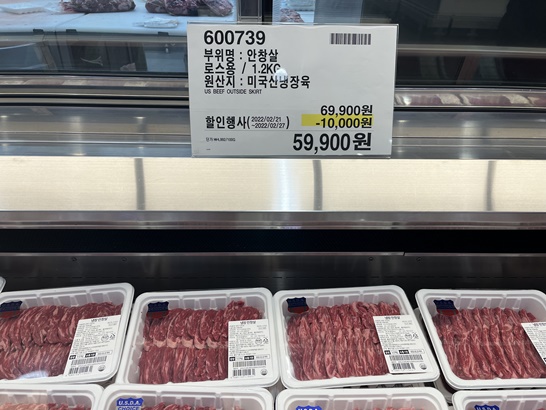 600739
부위명 : 안창살
로스용 / 1.2KG
원산지 : 미국산냉장육
US BEEF OUTSIDE SKIRT
69,900원
할인행사(2022/02/21 ~2022/02/27) -10,000원
59,900원
U.S.D.A.
CHOICE
U.S.D.A.
U.S.D.A.